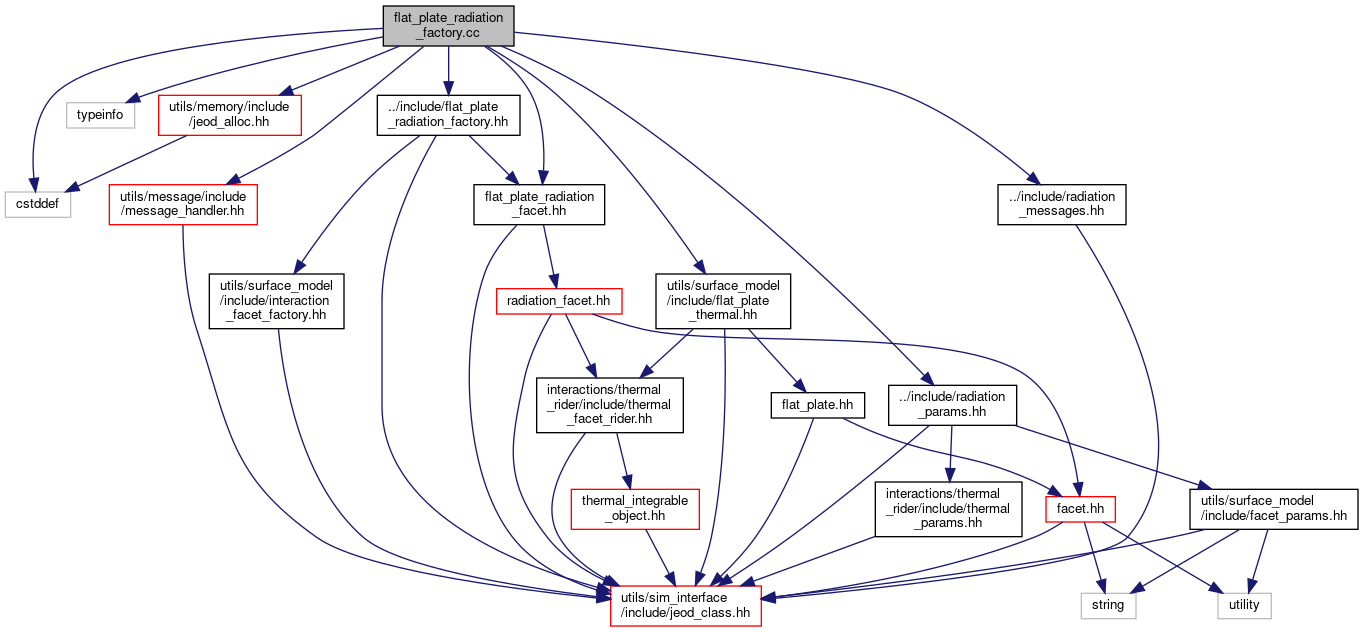 flat_plate_radiation
_factory.cc
typeinfo
utils/memory/include
/jeod_alloc.hh
../include/flat_plate
_radiation_factory.hh
cstddef
utils/message/include
/message_handler.hh
flat_plate_radiation
_facet.hh
../include/radiation
_messages.hh
utils/surface_model
/include/interaction
_facet_factory.hh
radiation_facet.hh
utils/surface_model
/include/flat_plate
_thermal.hh
interactions/thermal
_rider/include/thermal
_facet_rider.hh
flat_plate.hh
../include/radiation
_params.hh
thermal_integrable
_object.hh
interactions/thermal
_rider/include/thermal
_params.hh
facet.hh
utils/surface_model
/include/facet_params.hh
utils/sim_interface
/include/jeod_class.hh
string
utility